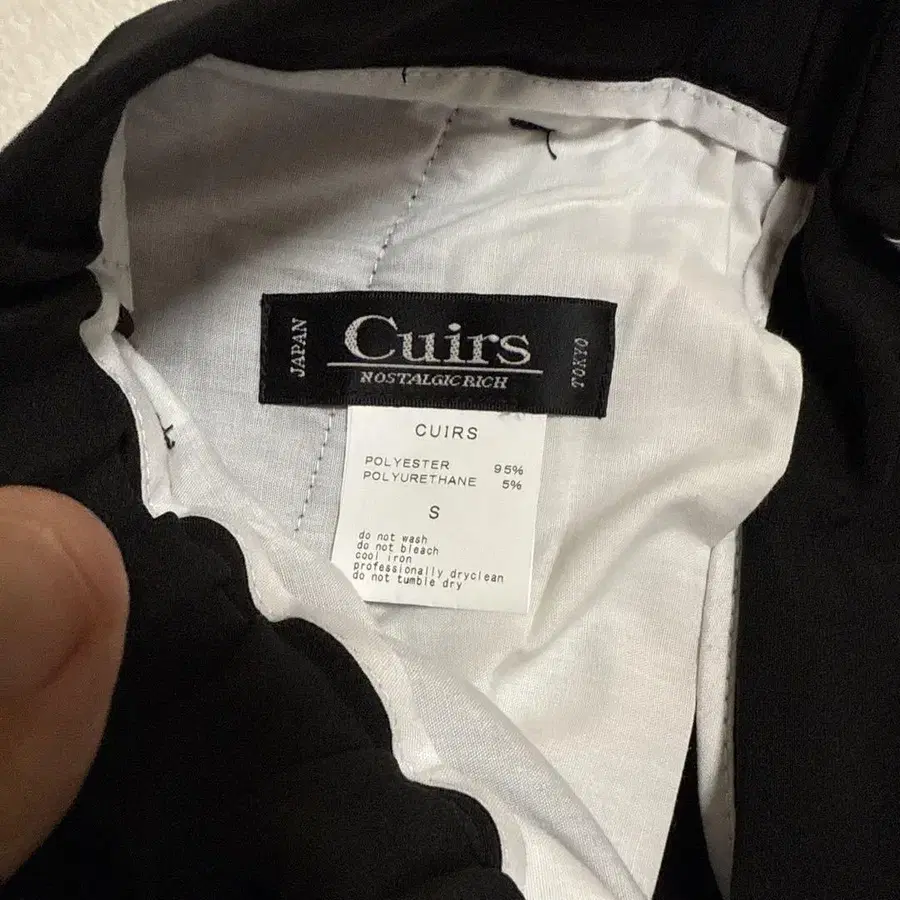 JAPAN
Cuirs
NOSTALGIC RICH
TOKYO
CUIRS
POLYESTER 95%
POLYURETHANE 5%
S
do not wash
do not bleach
cool iron
professionally dryclean
do not tumble dry